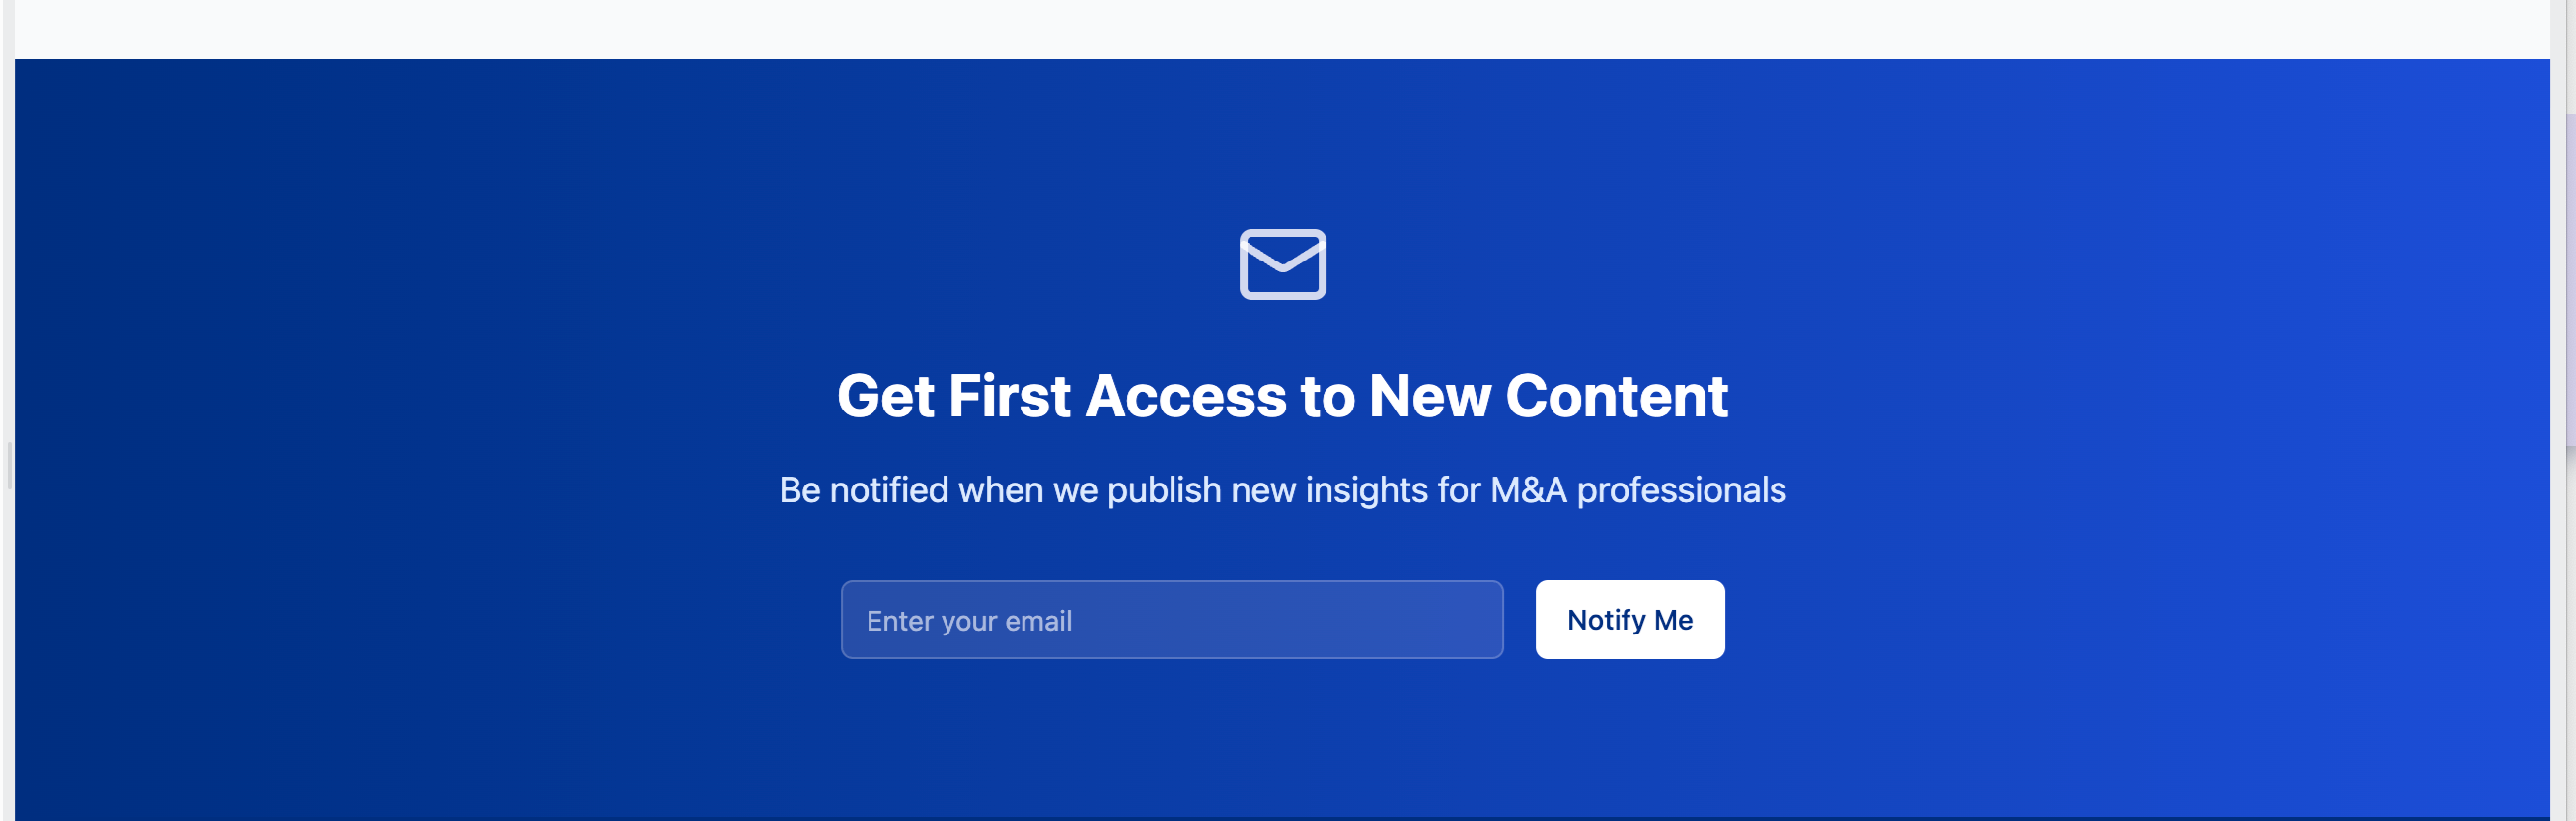 Get First Access to New Content
Be notified when we publish new insights for M&A professionals
Enter your email
Notify Me